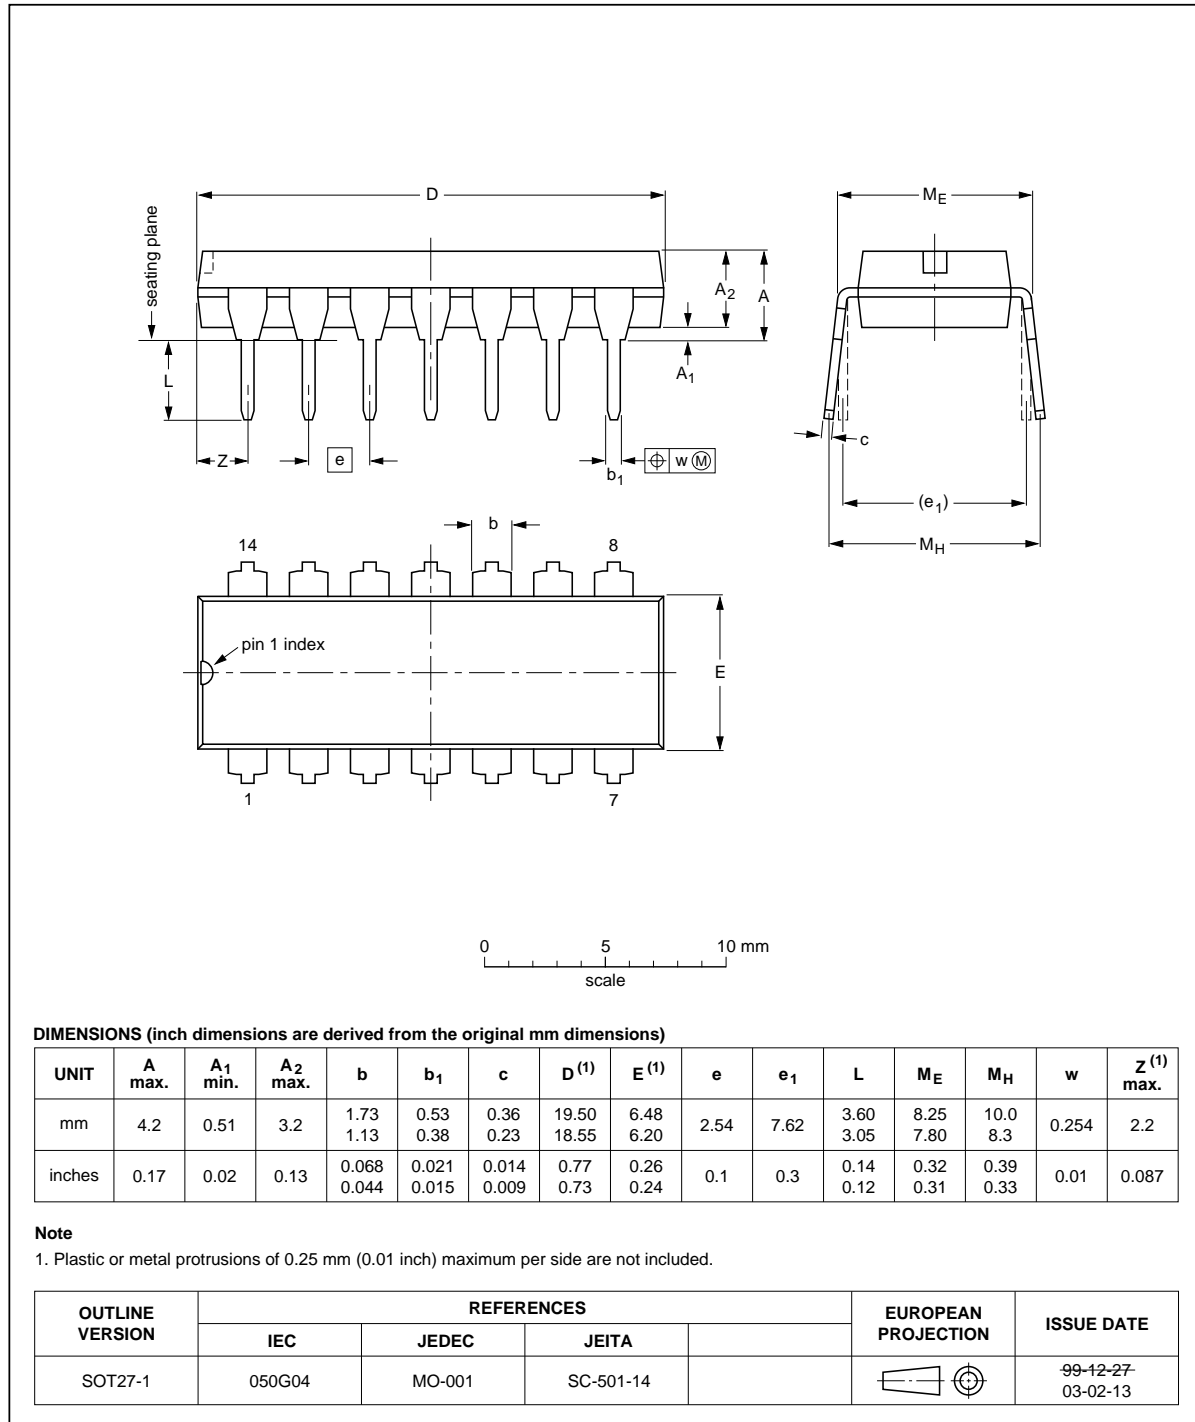 D
ME
seating plane
A2
A
A1
L
Z
e
b1
w M
c
(e1)
MH
b
14
8
pin 1 index
E
1
7
0 5 10 mm
scale
DIMENSIONS (inch dimensions are derived from the original mm dimensions)
UNIT A max. A1 min. A2 max. b b1 c D(1) E(1) e e1 L ME MH w Z(1) max.
mm 4.2 0.51 3.2 1.73 1.13 0.53 0.38 0.36 0.23 19.50 18.55 6.48 6.20 2.54 7.62 3.60 3.05 8.25 7.80 10.0 8.3 0.254 2.2
inches 0.17 0.02 0.13 0.068 0.044 0.021 0.015 0.014 0.009 0.77 0.73 0.26 0.24 0.1 0.3 0.14 0.12 0.32 0.31 0.39 0.33 0.01 0.087
Note
1. Plastic or metal protrusions of 0.25 mm (0.01 inch) maximum per side are not included.
OUTLINE VERSION REFERENCES EUROPEAN PROJECTION ISSUE DATE
IEC JEDEC JEITA
SOT27-1 050G04 MO-001 SC-501-14 99-12-27
03-02-13